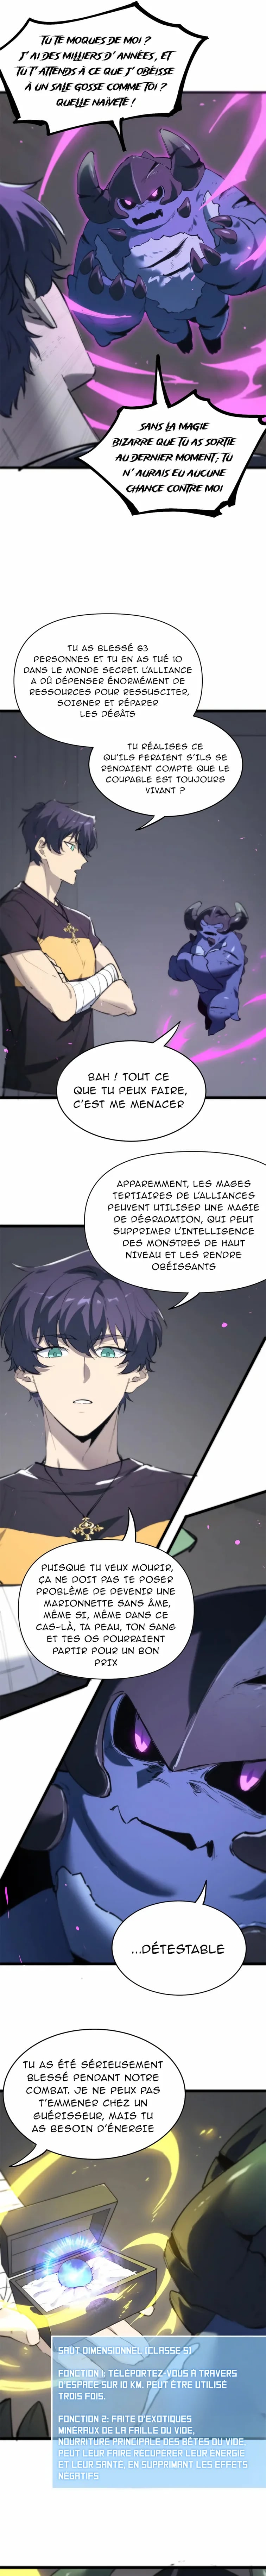 TU TE MOQUES DE MOI ?
J'AI DES MILLIERS D'ANNÉES, ET
TU T'ATTENDS À CE QUE J'OBÉISSE
À UN SALE GOSSE COMME TOI ?
QUELLE NAÏVETÉ !
SANS LA MAGIE
BIZARRE QUE TU AS SORTIE
AU DERNIER MOMENT, TU
N'AURAIS EU AUCUNE
CHANCE CONTRE MOI
TU AS BLESSÉ 63
PERSONNES ET TU EN AS TUÉ 10
DANS LE MONDE SECRET. L'ALLIANCE
A DÛ DÉPENSER ÉNORMÉMENT DE
RESSOURCES POUR RESSUSCITER,
SOIGNER ET RÉPARER
LES DÉGÂTS
TU RÉALISES CE
QU'ILS FERAIENT S'ILS SE
RENDAIENT COMPTE QUE LE
COUPABLE EST TOUJOURS
VIVANT ?
BAH ! TOUT CE
QUE TU PEUX FAIRE,
C'EST ME MENACER
APPAREMMENT, LES MAGES
TERTIAIRES DE L'ALLIANCES
PEUVENT UTILISER UNE MAGIE
DE DÉGRADATION, QUI PEUT
SUPPRIMER L'INTELLIGENCE
DES MONSTRES DE HAUT
NIVEAU ET LES RENDRE
OBÉISSANTS
PUISQUE TU VEUX MOURIR,
ÇA NE DOIT PAS TE POSER
PROBLÈME DE DEVENIR UNE
MARIONNETTE SANS ÂME,
MÊME SI, MÊME DANS CE
CAS-LÀ, TA PEAU, TON SANG
ET TES OS POURRAIENT
PARTIR POUR UN BON
PRIX
...DÉTESTABLE
TU AS ÉTÉ SÉRIEUSEMENT
BLESSÉ PENDANT NOTRE
COMBAT. JE NE PEUX PAS
T'EMMENER CHEZ UN
GUÉRISSEUR, MAIS TU
AS BESOIN D'ÉNERGIE
SAUT DIMENSIONNEL [CLASSE S]
FONCTION 1: TÉLÉPORTEZ-VOUS A TRAVERS
D'ESPACE SUR 10 KM. PEUT ÊTRE UTILISÉ
TROIS FOIS.
FONCTION 2: FAITE D'EXOTIQUES
MINÉRAUX DE LA FAILLE DU VIDE,
NOURRITURE PRINCIPALE DES BÊTES DU VIDE.
PEUT LEUR FAIRE RÉCUPÉRER LEUR ÉNERGIE
ET LEUR SANTÉ, EN SUPPRIMANT LES EFFETS
NÉGATIFS